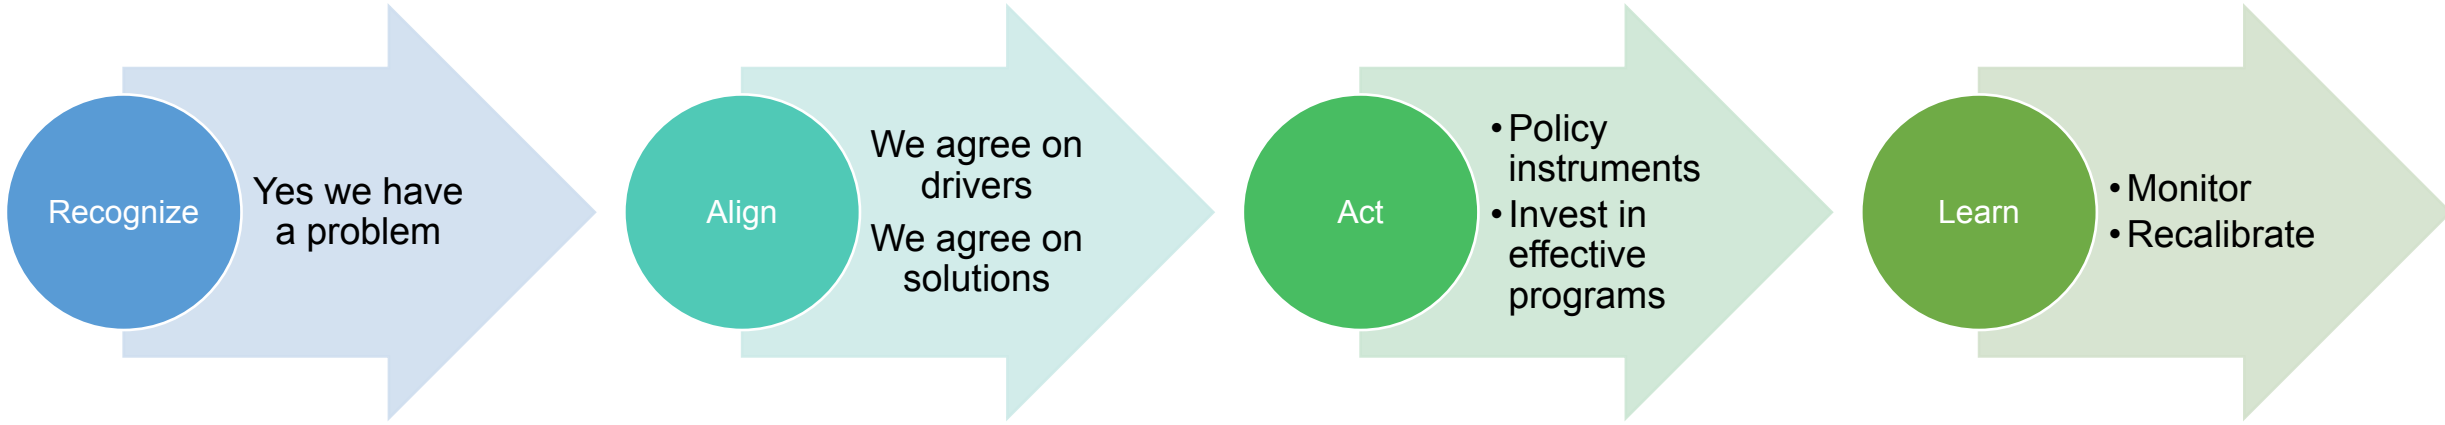 Recognize
Yes we have
a problem
Align
We agree on
drivers
We agree on
solutions
Act
• Policy
instruments
• Invest in
effective
programs
Learn
• Monitor
• Recalibrate